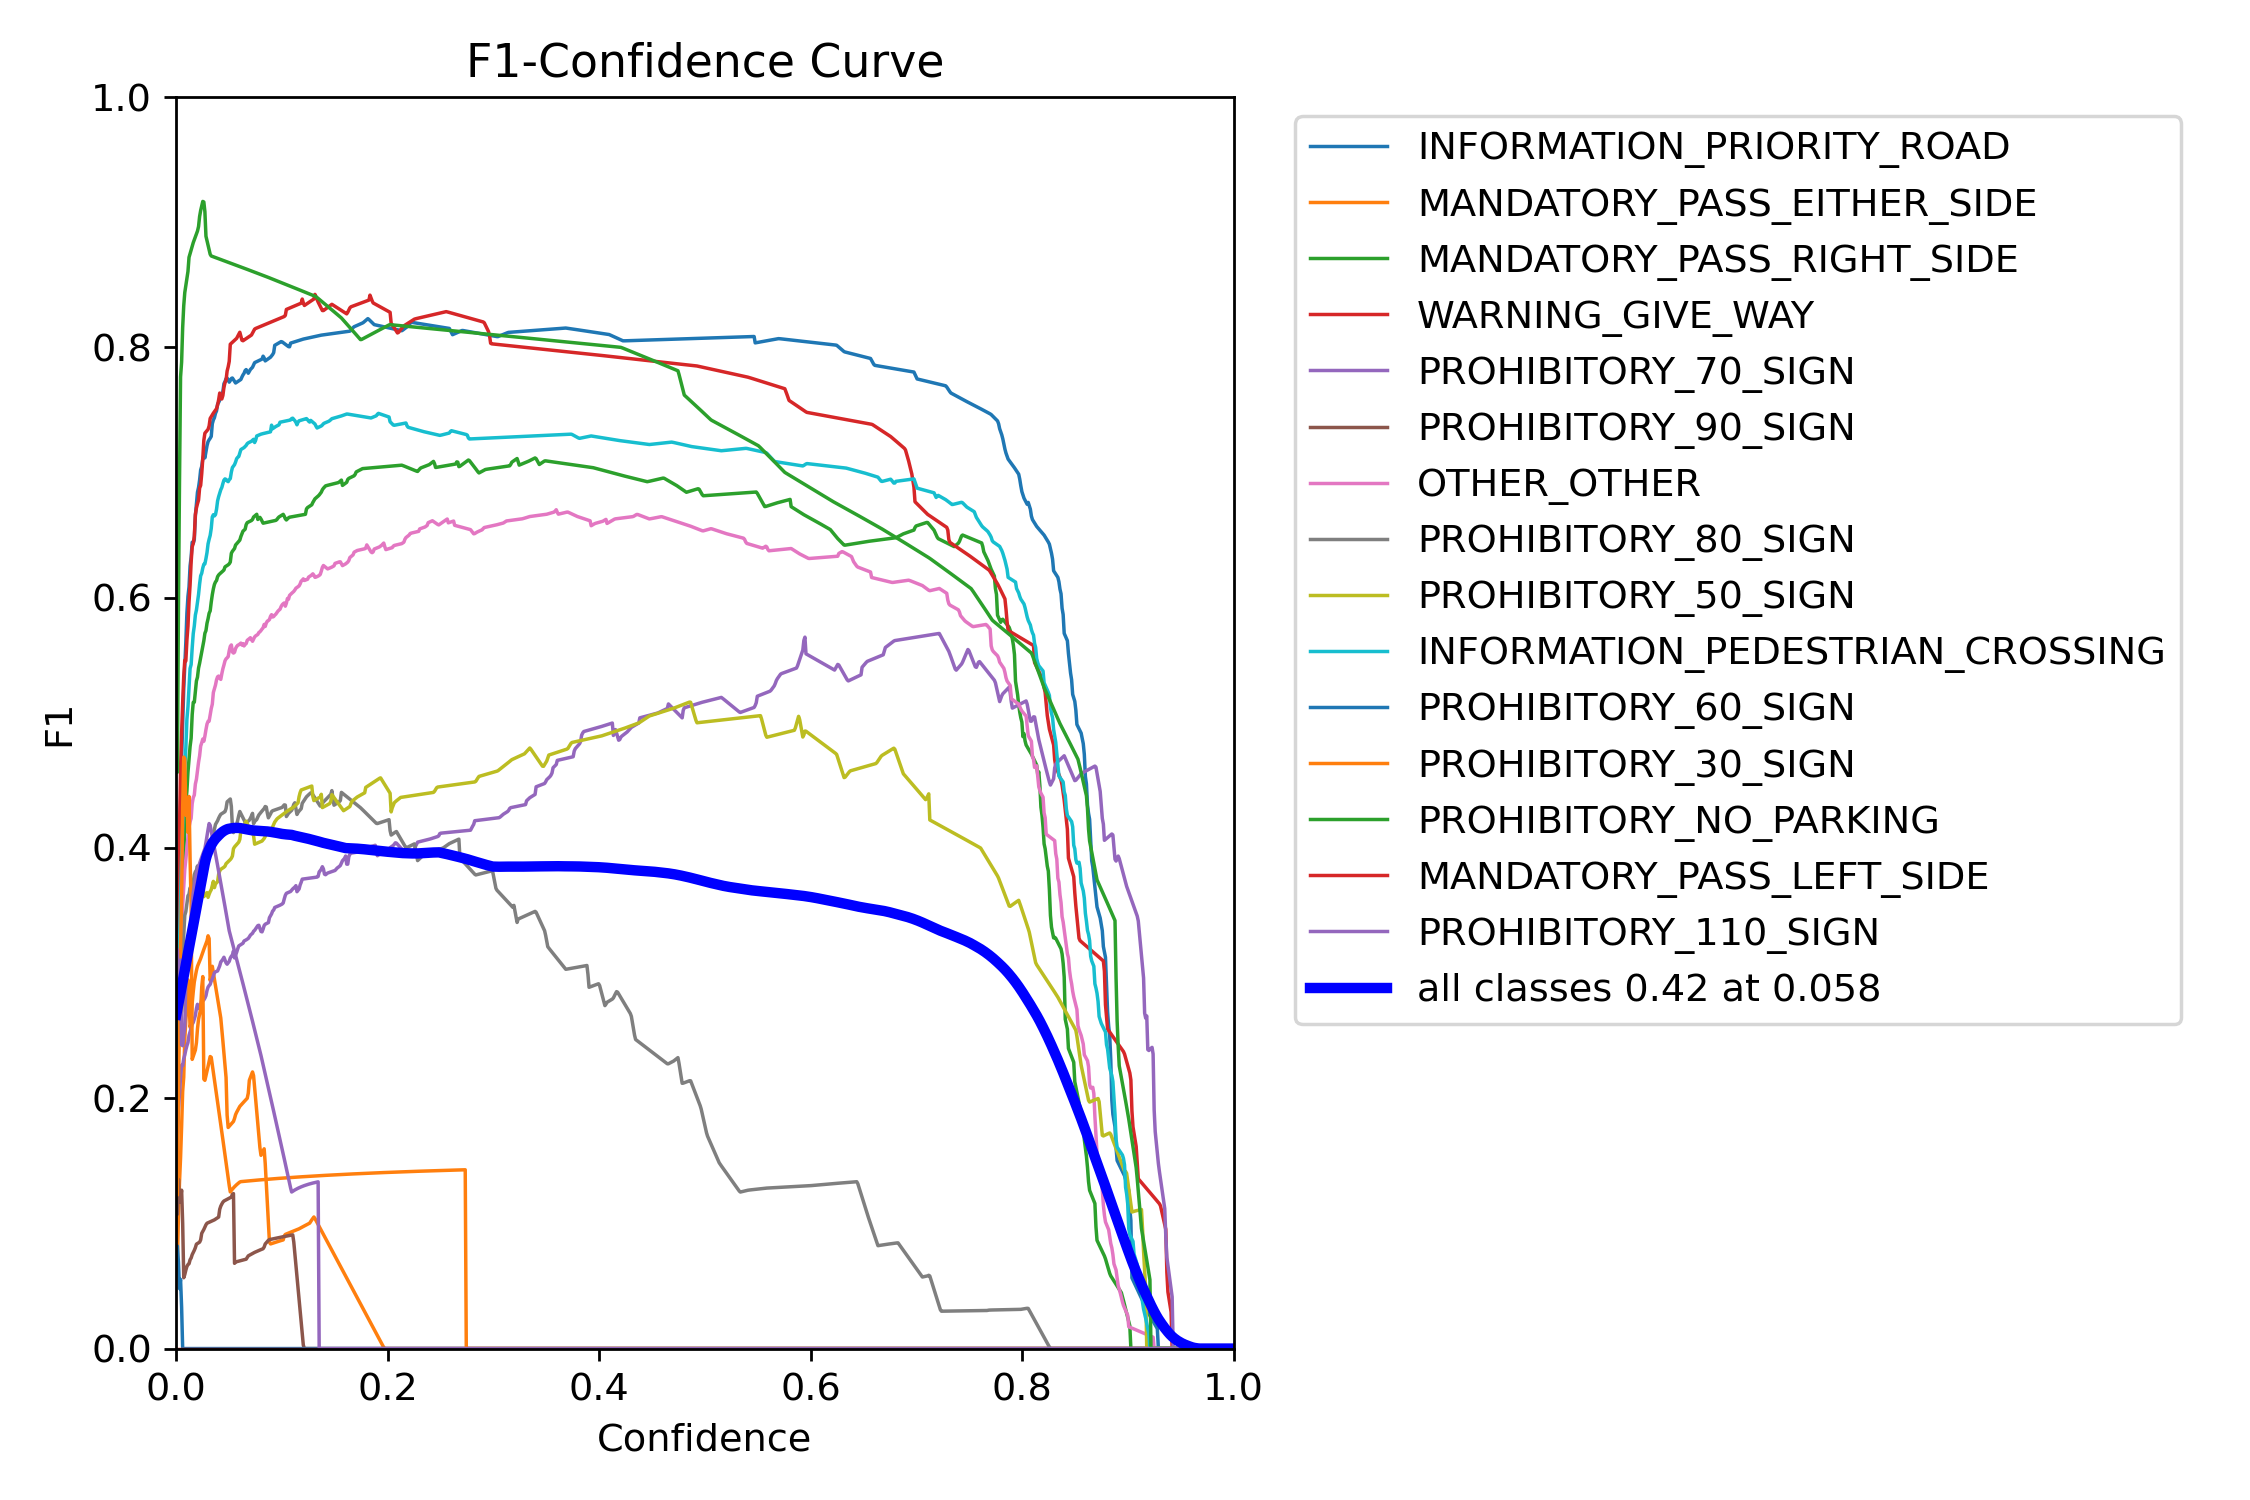 F1-Confidence Curve
1.0
0.8
0.6
0.4
0.2
0.0
F1
0.0 0.2 0.4 0.6 0.8 1.0
Confidence
INFORMATION_PRIORITY_ROAD
MANDATORY_PASS_EITHER_SIDE
MANDATORY_PASS_RIGHT_SIDE
WARNING_GIVE_WAY
PROHIBITORY_70_SIGN
PROHIBITORY_90_SIGN
OTHER_OTHER
PROHIBITORY_80_SIGN
PROHIBITORY_50_SIGN
INFORMATION_PEDESTRIAN_CROSSING
PROHIBITORY_60_SIGN
PROHIBITORY_30_SIGN
PROHIBITORY_NO_PARKING
MANDATORY_PASS_LEFT_SIDE
PROHIBITORY_110_SIGN
all classes 0.42 at 0.058